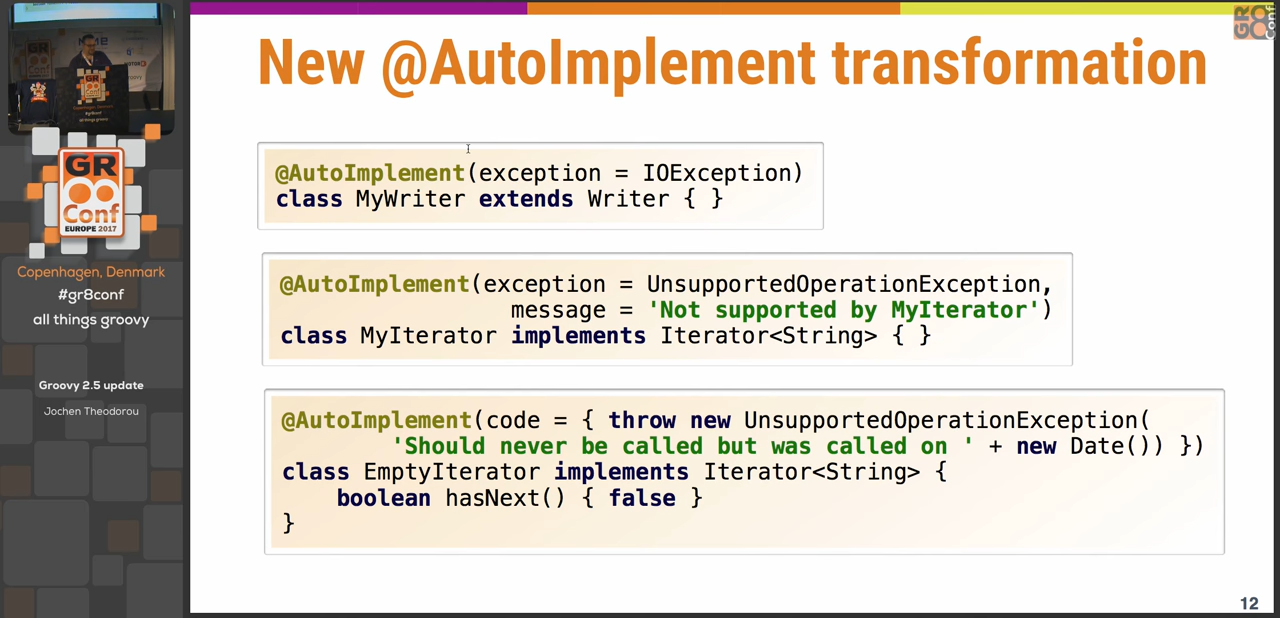 New @AutoImplement transformation
@AutoImplement(exception = IOException)
class MyWriter extends Writer { }
@AutoImplement(exception = UnsupportedOperationException,
message = 'Not supported by MyIterator')
class MyIterator implements Iterator<String> { }
@AutoImplement(code = { throw new UnsupportedOperationException(
'Should never be called but was called on ' + new Date()) })
class EmptyIterator implements Iterator<String> {
boolean hasNext() { false }
}
12
GR
Conf
EUROPE 2017
Copenhagen, Denmark
#gr8conf
all things groovy
Groovy 2.5 update
Jochen Theodorou
GR
Conf